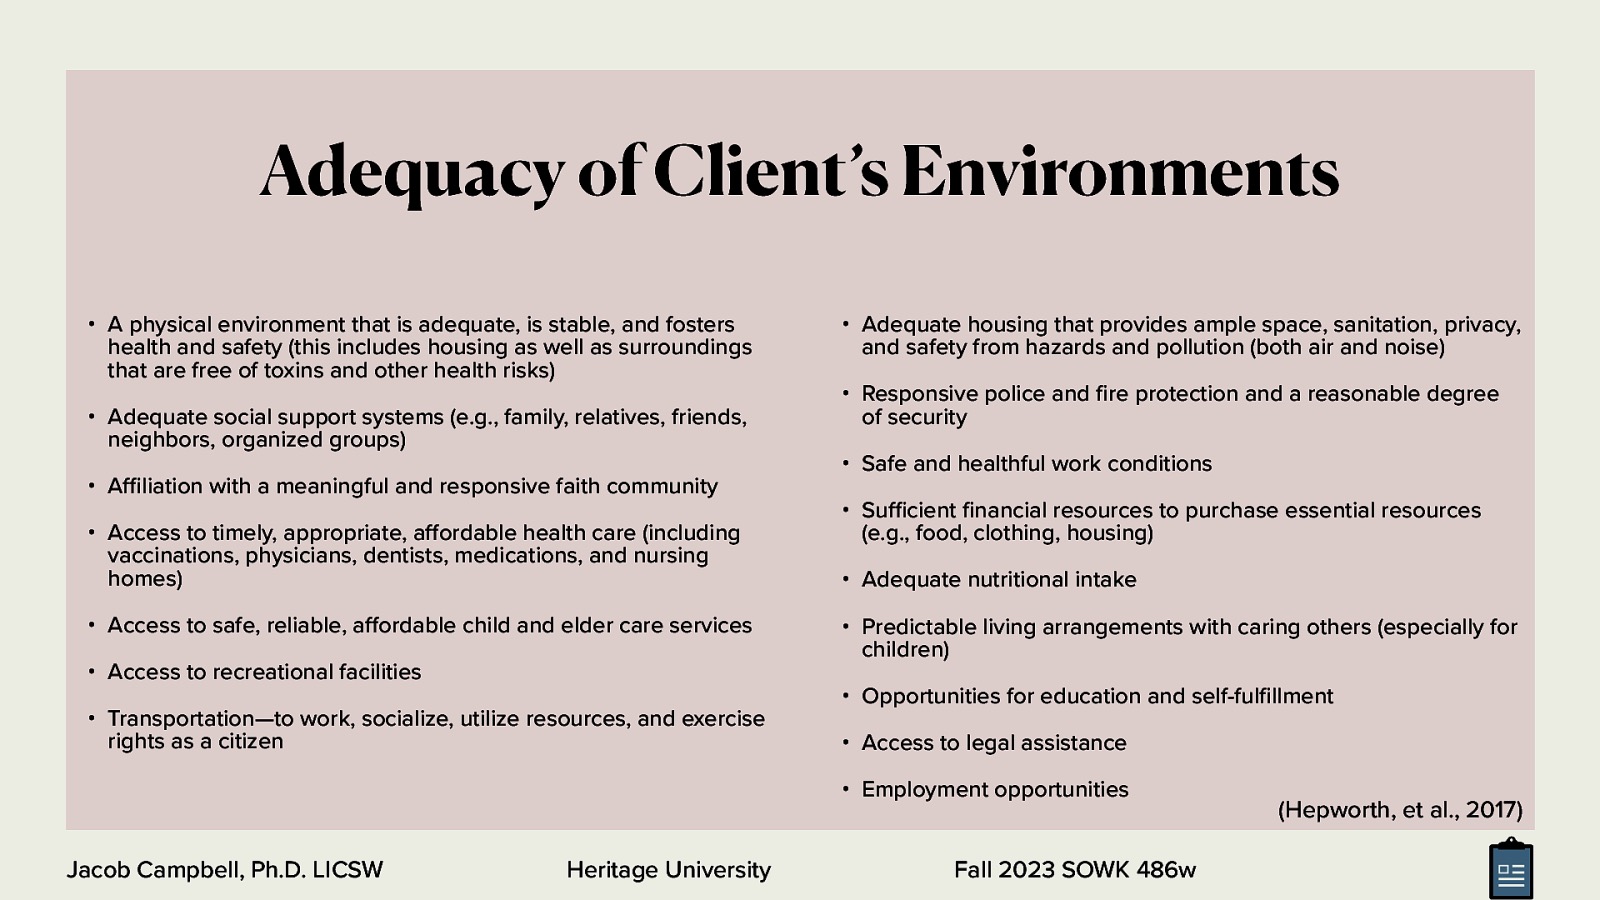 Adequacy of Client’s Environments
• A physical environment that is adequate, is stable, and fosters
health and safety (this includes housing as well as surroundings
that are free of toxins and other health risks)
• Adequate social support systems (e.g., family, relatives, friends,
neighbors, organized groups)
• Affiliation with a meaningful and responsive faith community
• Access to timely, appropriate, affordable health care (including
vaccinations, physicians, dentists, medications, and nursing
homes)
• Access to safe, reliable, affordable child and elder care services
• Access to recreational facilities
• Transportation—to work, socialize, utilize resources, and exercise
rights as a citizen
• Adequate housing that provides ample space, sanitation, privacy,
and safety from hazards and pollution (both air and noise)
• Responsive police and fire protection and a reasonable degree
of security
• Safe and healthful work conditions
• Sufficient financial resources to purchase essential resources
(e.g., food, clothing, housing)
• Adequate nutritional intake
• Predictable living arrangements with caring others (especially for
children)
• Opportunities for education and self-fulfillment
• Access to legal assistance
• Employment opportunities
(Hepworth, et al., 2017)
Jacob Campbell, Ph.D. LICSW
Heritage University
Fall 2023 SOWK 486w